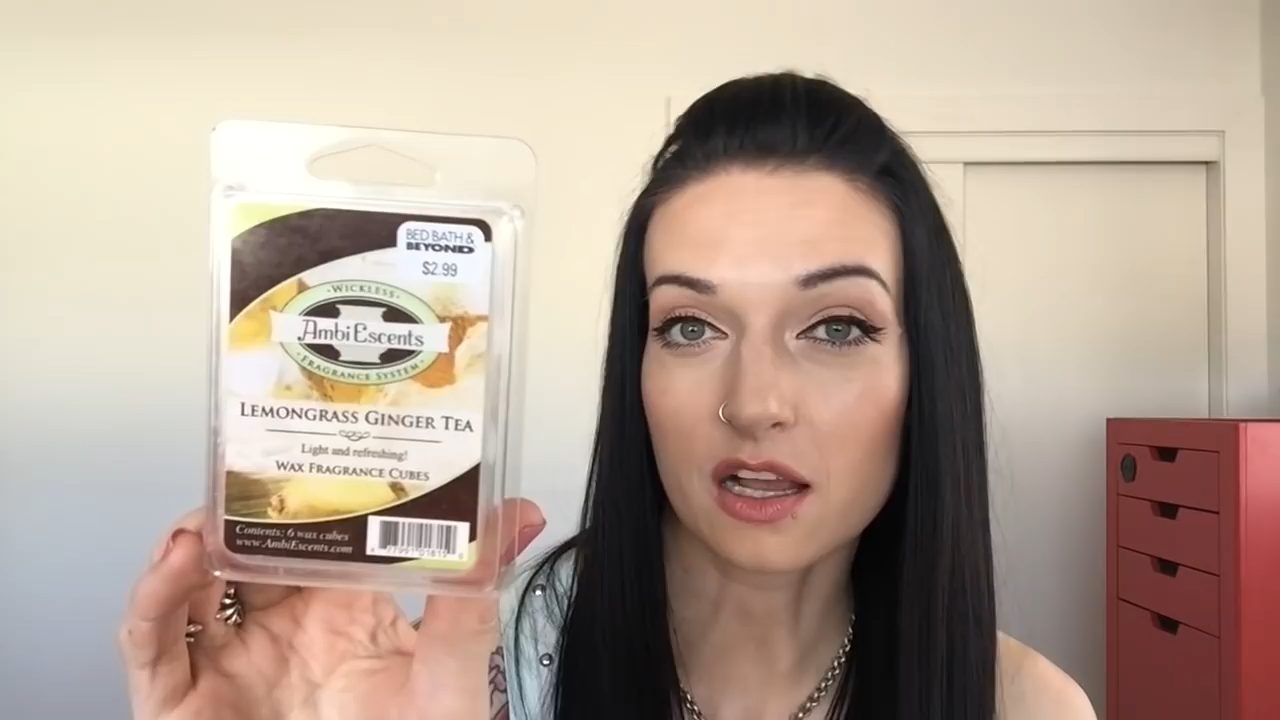 BED BATH &
BEYOND
$2.99
·WICKLESS·
AmbiEscents
·FRAGRANCE SYSTEM·
LEMONGRASS GINGER TEA
Light and refreshing!
WAX FRAGRANCE CUBES
Contents: 6 wax cubes
www.AmbiEscents.com